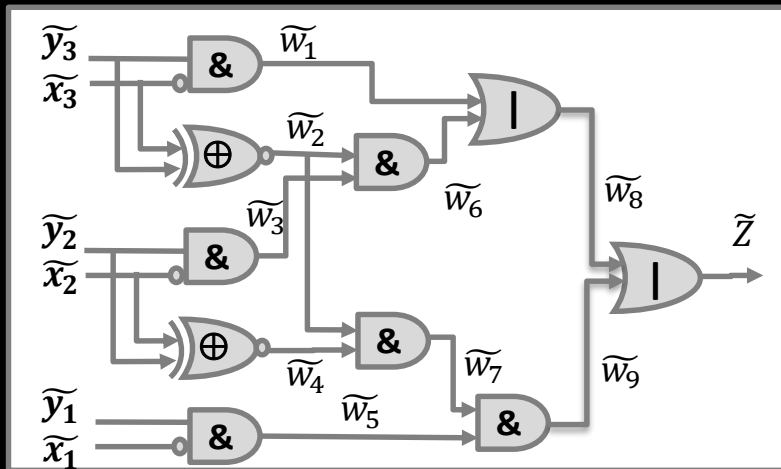 ỹ₃ & w̃₁
x̃₃
|
⊕ w̃₂ &
w̃₆ w̃₈
w̃₃
ỹ₂ & Z̃
x̃₂ |
⊕ w̃₄ & w̃₇ w̃₉
ỹ₁ & w̃₅ &
x̃₁